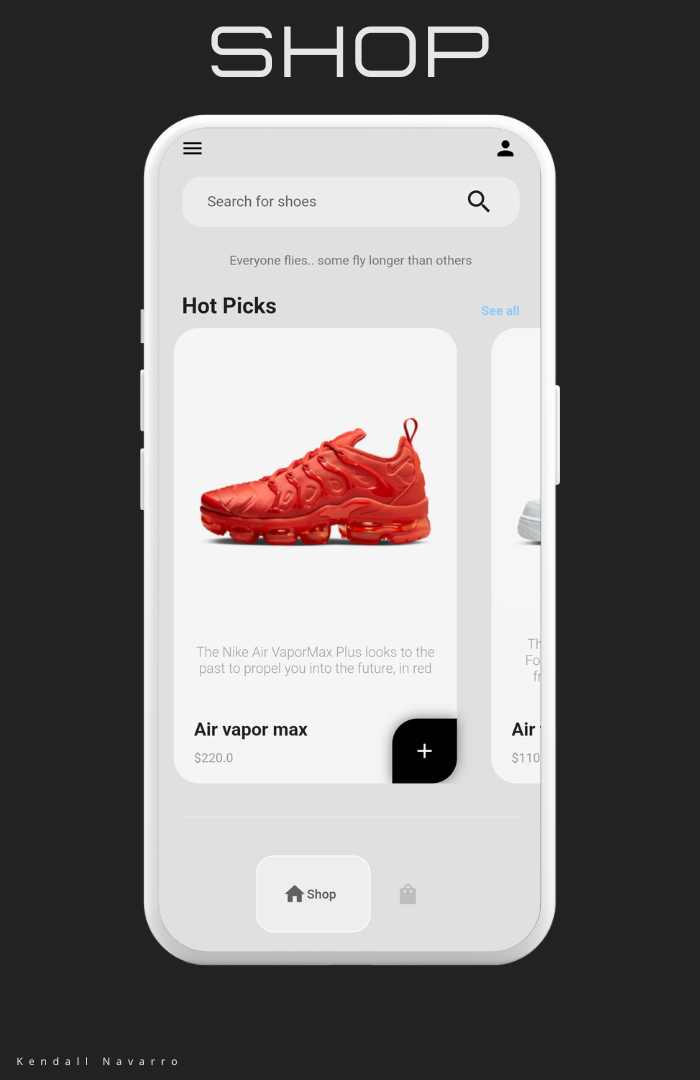 SHOP
Search for shoes
Everyone flies.. some fly longer than others
Hot Picks
See all
The Nike Air VaporMax Plus looks to the
past to propel you into the future, in red
Th
Fo
fr
Air vapor max
$220.0
+
Air
$110
Shop
Kendall Navarro